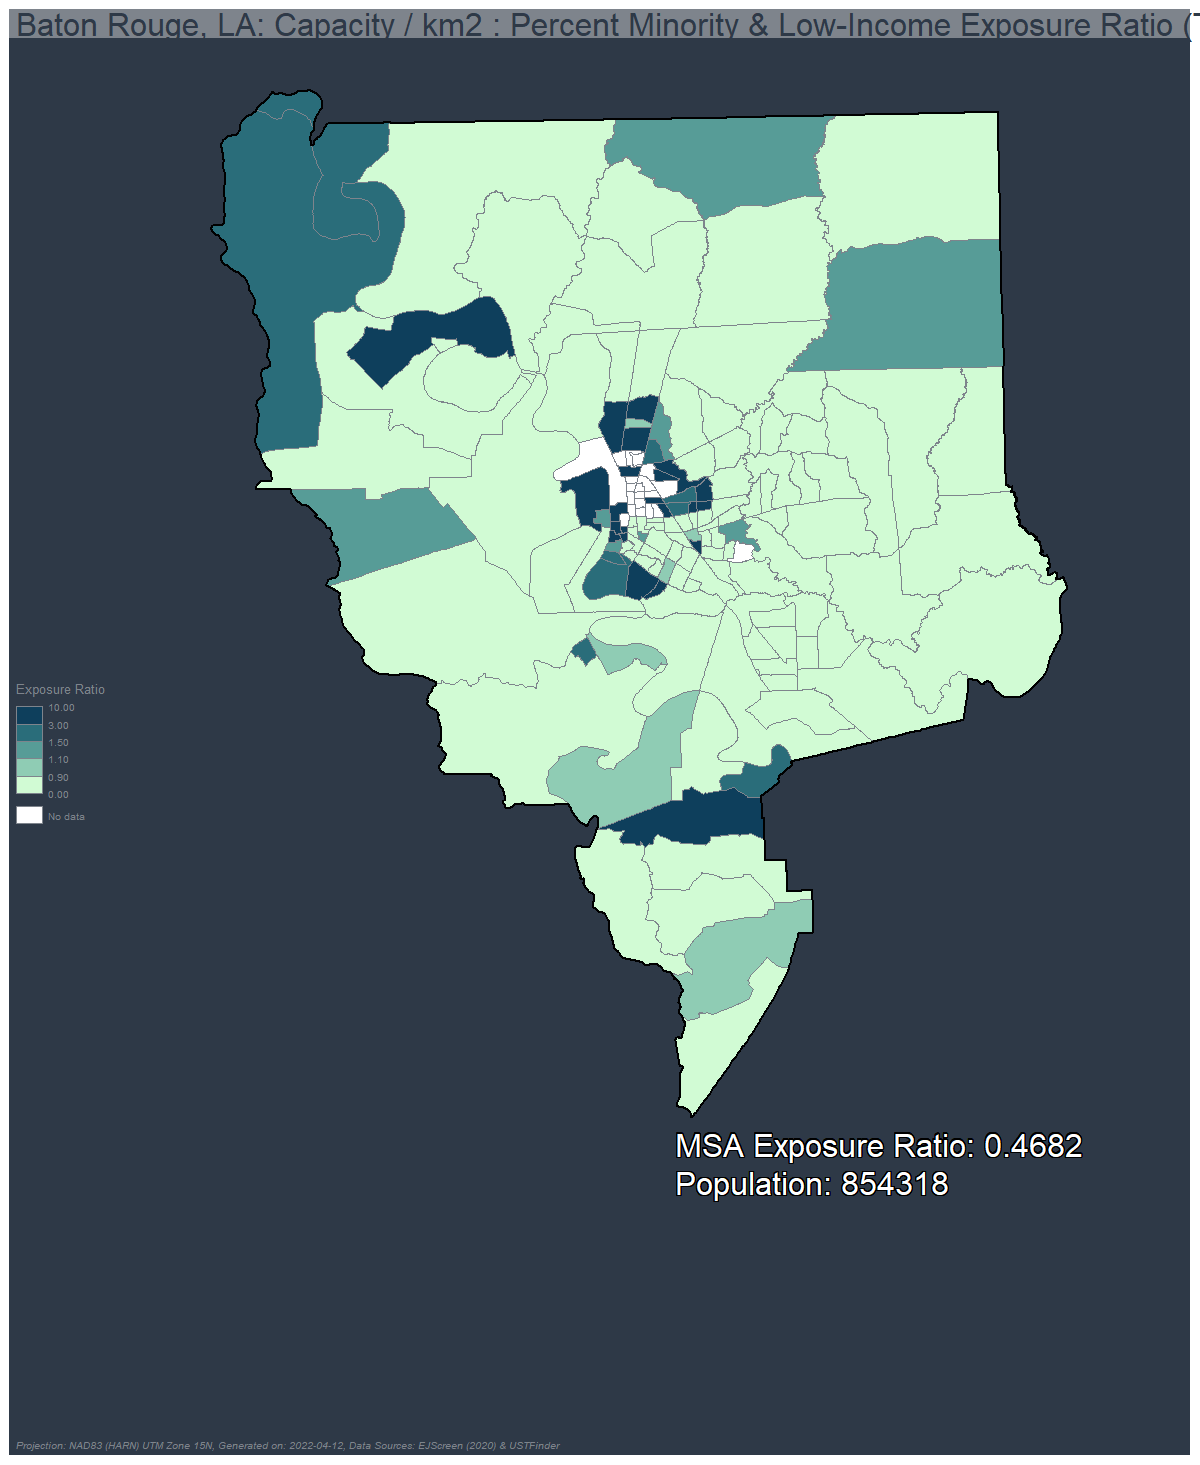 Baton Rouge, LA: Capacity / km2 : Percent Minority & Low-Income Exposure Ratio (
Exposure Ratio
10.00
3.00
1.50
1.10
0.90
0.00
No data
MSA Exposure Ratio: 0.4682
Population: 854318
Projection: NAD83 (HARN) UTM Zone 15N, Generated on: 2022-04-12, Data Sources: EJScreen (2020) & USTFinder